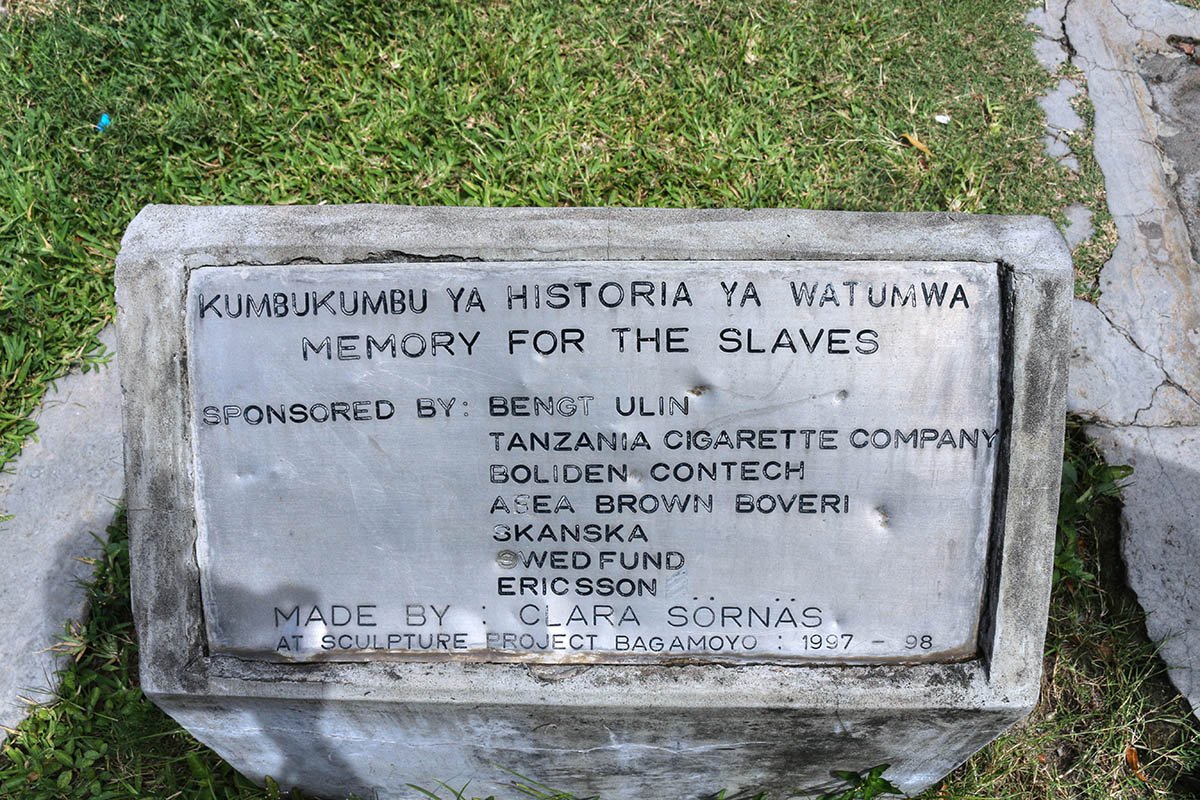 KUMBUKUMBU YA HISTORIA YA WATUMWA
MEMORY FOR THE SLAVES
SPONSORED BY: BENGT ULIN
TANZANIA CIGARETTE COMPANY
BOLIDEN CONTECH
ASEA BROWN BOVERI
SKANSKA
SWEDFUND
ERICSSON
MADE BY : CLARA SÖRNÄS
AT SCULPTURE PROJECT BAGAMOYO : 1997 - 98